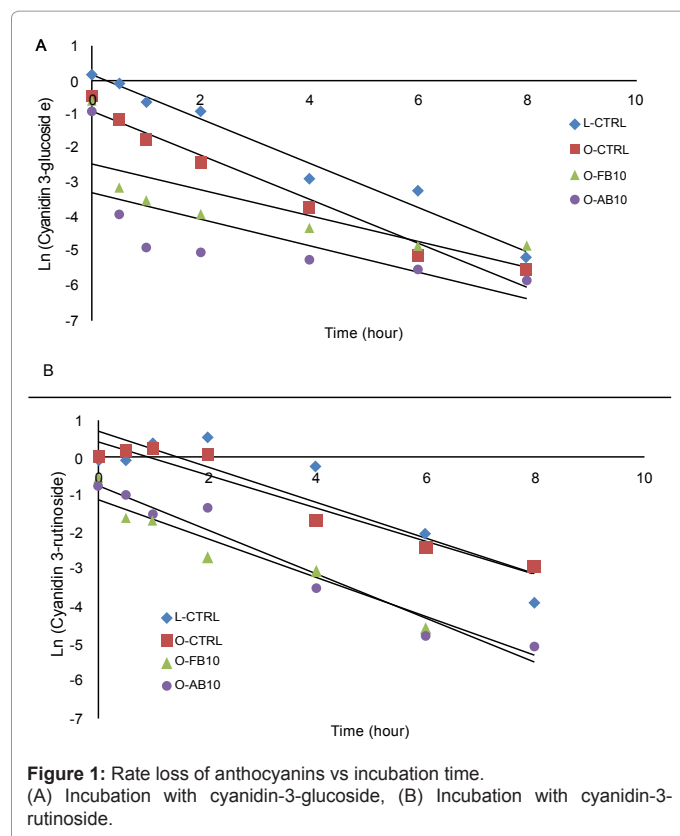 A
1
0
0 2 4 6 8 10
-1
-2
-3
-4
-5
-6
-7
Ln (Cyanidin 3-glucosid e)
L-CTRL
O-CTRL
O-FB10
O-AB10
Time (hour)
B
1
0
0 2 4 6 8 10
-1
-2
-3
-4
-5
-6
-7
Ln (Cyanidin 3-rutinoside)
L-CTRL
O-CTRL
O-FB10
O-AB10
Time (hour)
Figure 1: Rate loss of anthocyanins vs incubation time.
(A) Incubation with cyanidin-3-glucoside, (B) Incubation with cyanidin-3-
rutinoside.